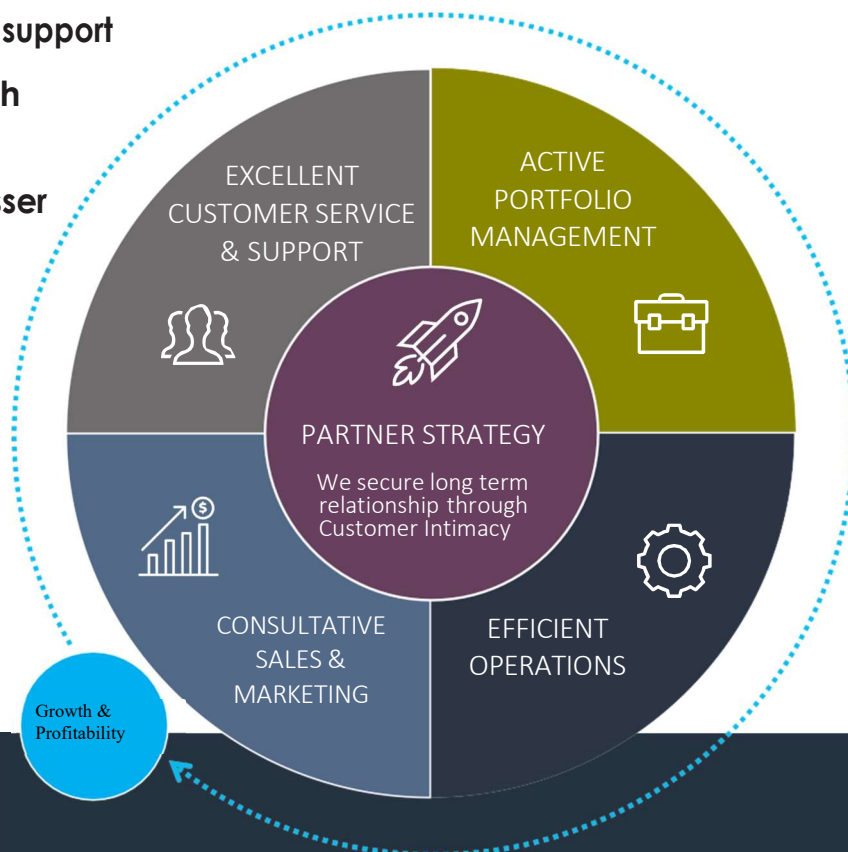 support
h
sser
EXCELLENT
CUSTOMER SERVICE
& SUPPORT
ACTIVE
PORTFOLIO
MANAGEMENT
PARTNER STRATEGY
We secure long term
relationship through
Customer Intimacy
CONSULTATIVE
SALES &
MARKETING
EFFICIENT
OPERATIONS
Growth &
Profitability
$